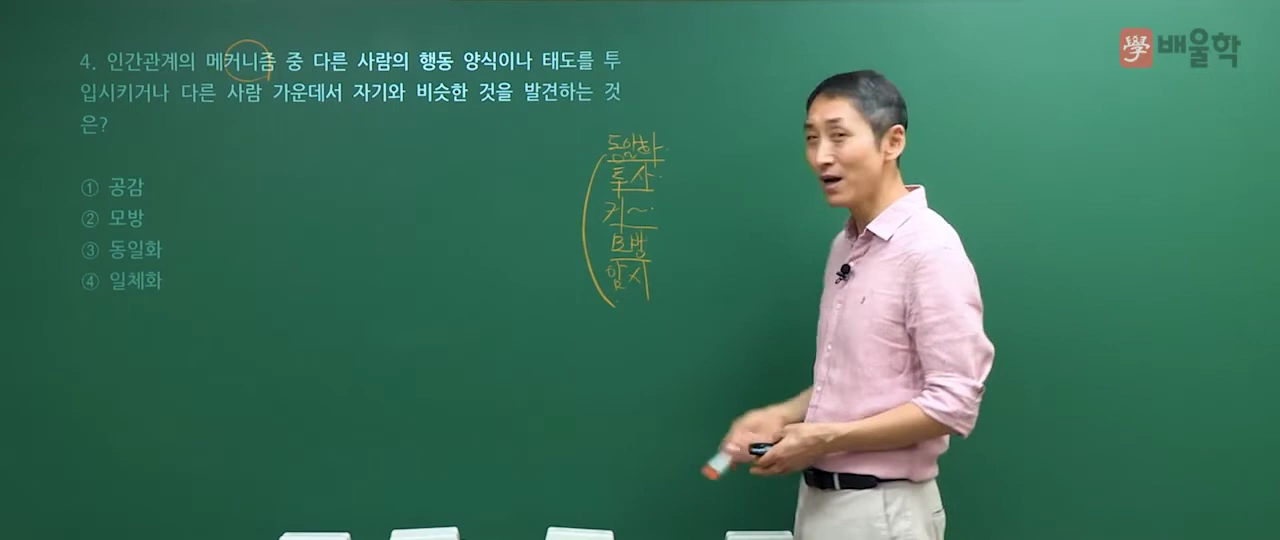 學 배울학
4. 인간관계의 메커니즘 중 다른 사람의 행동 양식이나 태도를 투
입시키거나 다른 사람 가운데서 자기와 비슷한 것을 발견하는 것
은?
① 공감
② 모방
③ 동일화
④ 일체화
동일화
투사
커~
모방
암시